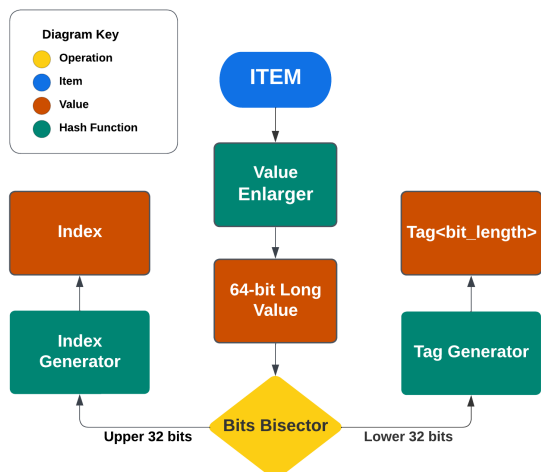 Diagram Key
Operation
Item
Value
Hash Function
ITEM
Value
Enlarger
Index
Tag<bit_length>
64-bit Long
Value
Index
Generator
Tag Generator
Bits Bisector
Upper 32 bits
Lower 32 bits